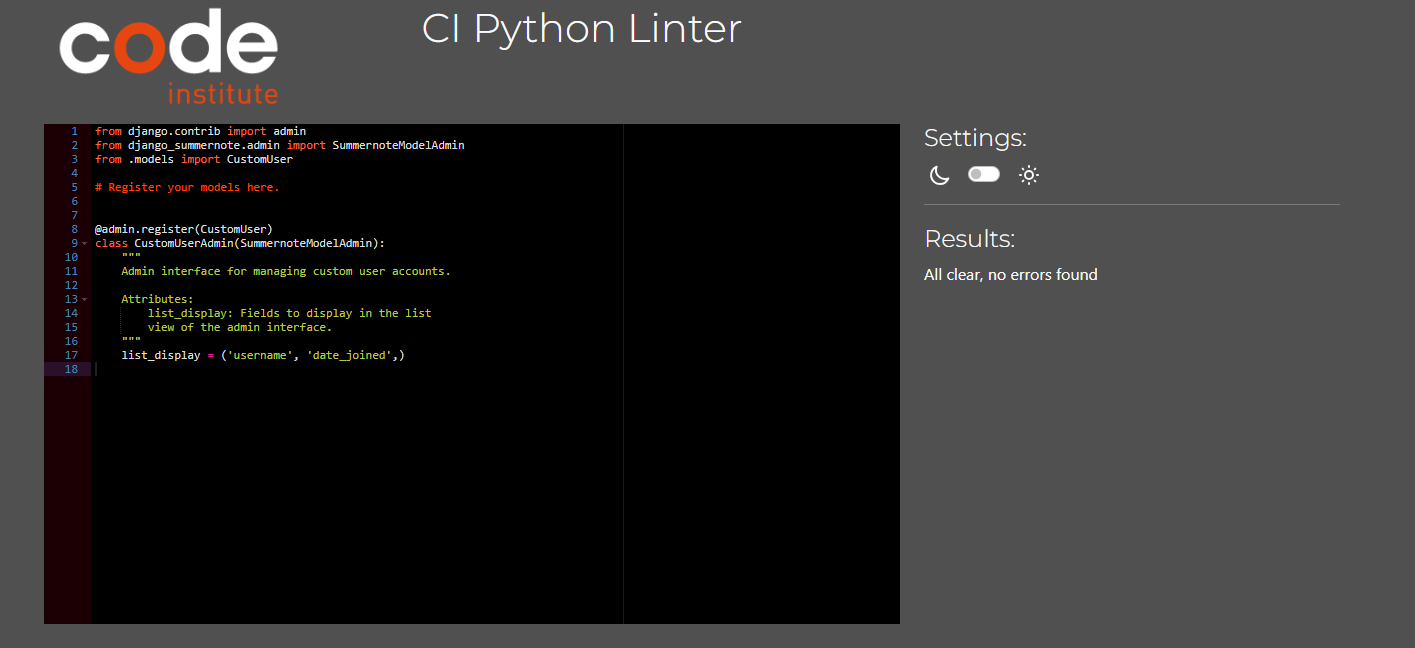 code
institute
CI Python Linter
1 from django.contrib import admin
2 from django_summernote.admin import SummernoteModelAdmin
3 from .models import CustomUser
4
5 # Register your models here.
6
7
8 @admin.register(CustomUser)
9 class CustomUserAdmin(SummernoteModelAdmin):
10     """
11     Admin interface for managing custom user accounts.
12
13     Attributes:
14         list_display: Fields to display in the list
15         view of the admin interface.
16     """
17     list_display = ('username', 'date_joined',)
18
Settings:
Results:
All clear, no errors found